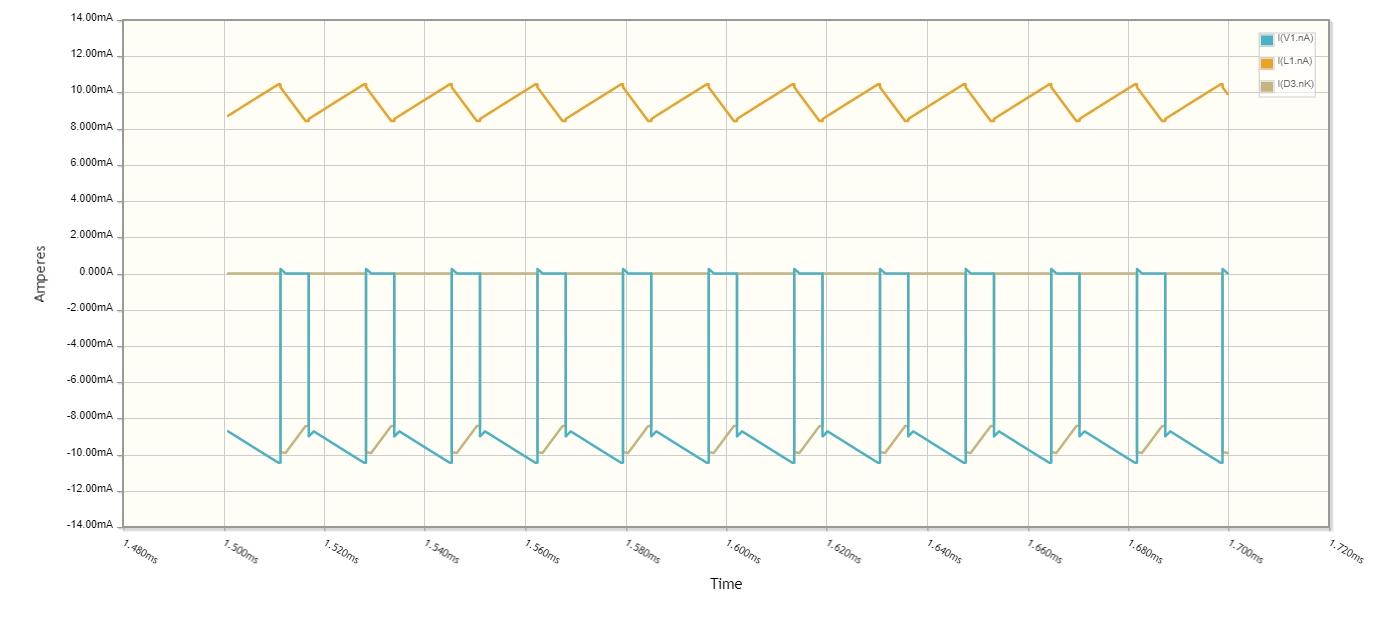 14.00mA
12.00mA
10.00mA
8.000mA
6.000mA
4.000mA
2.000mA
0.000A
-2.000mA
-4.000mA
-6.000mA
-8.000mA
-10.00mA
-12.00mA
-14.00mA
Amperes
I(V1.nA)
I(L1.nA)
I(D3.nK)
1.480ms
1.500ms
1.520ms
1.540ms
1.560ms
1.580ms
1.600ms
1.620ms
1.640ms
1.660ms
1.680ms
1.700ms
1.720ms
Time